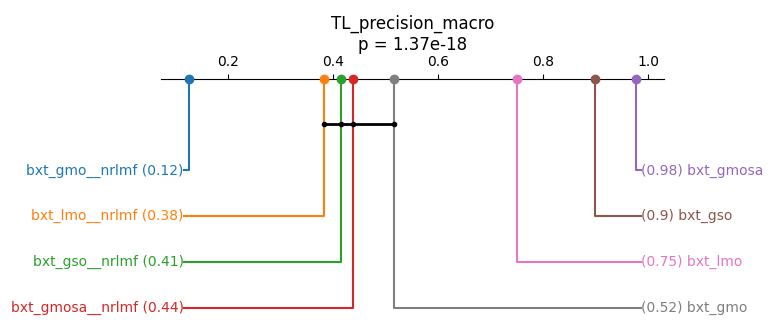 TL_precision_macro
p = 1.37e-18
0.2 0.4 0.6 0.8 1.0
bxt_gmo__nrlmf (0.12) (0.98) bxt_gmosa
bxt_lmo__nrlmf (0.38) (0.9) bxt_gso
bxt_gso__nrlmf (0.41) (0.75) bxt_lmo
bxt_gmosa__nrlmf (0.44) (0.52) bxt_gmo